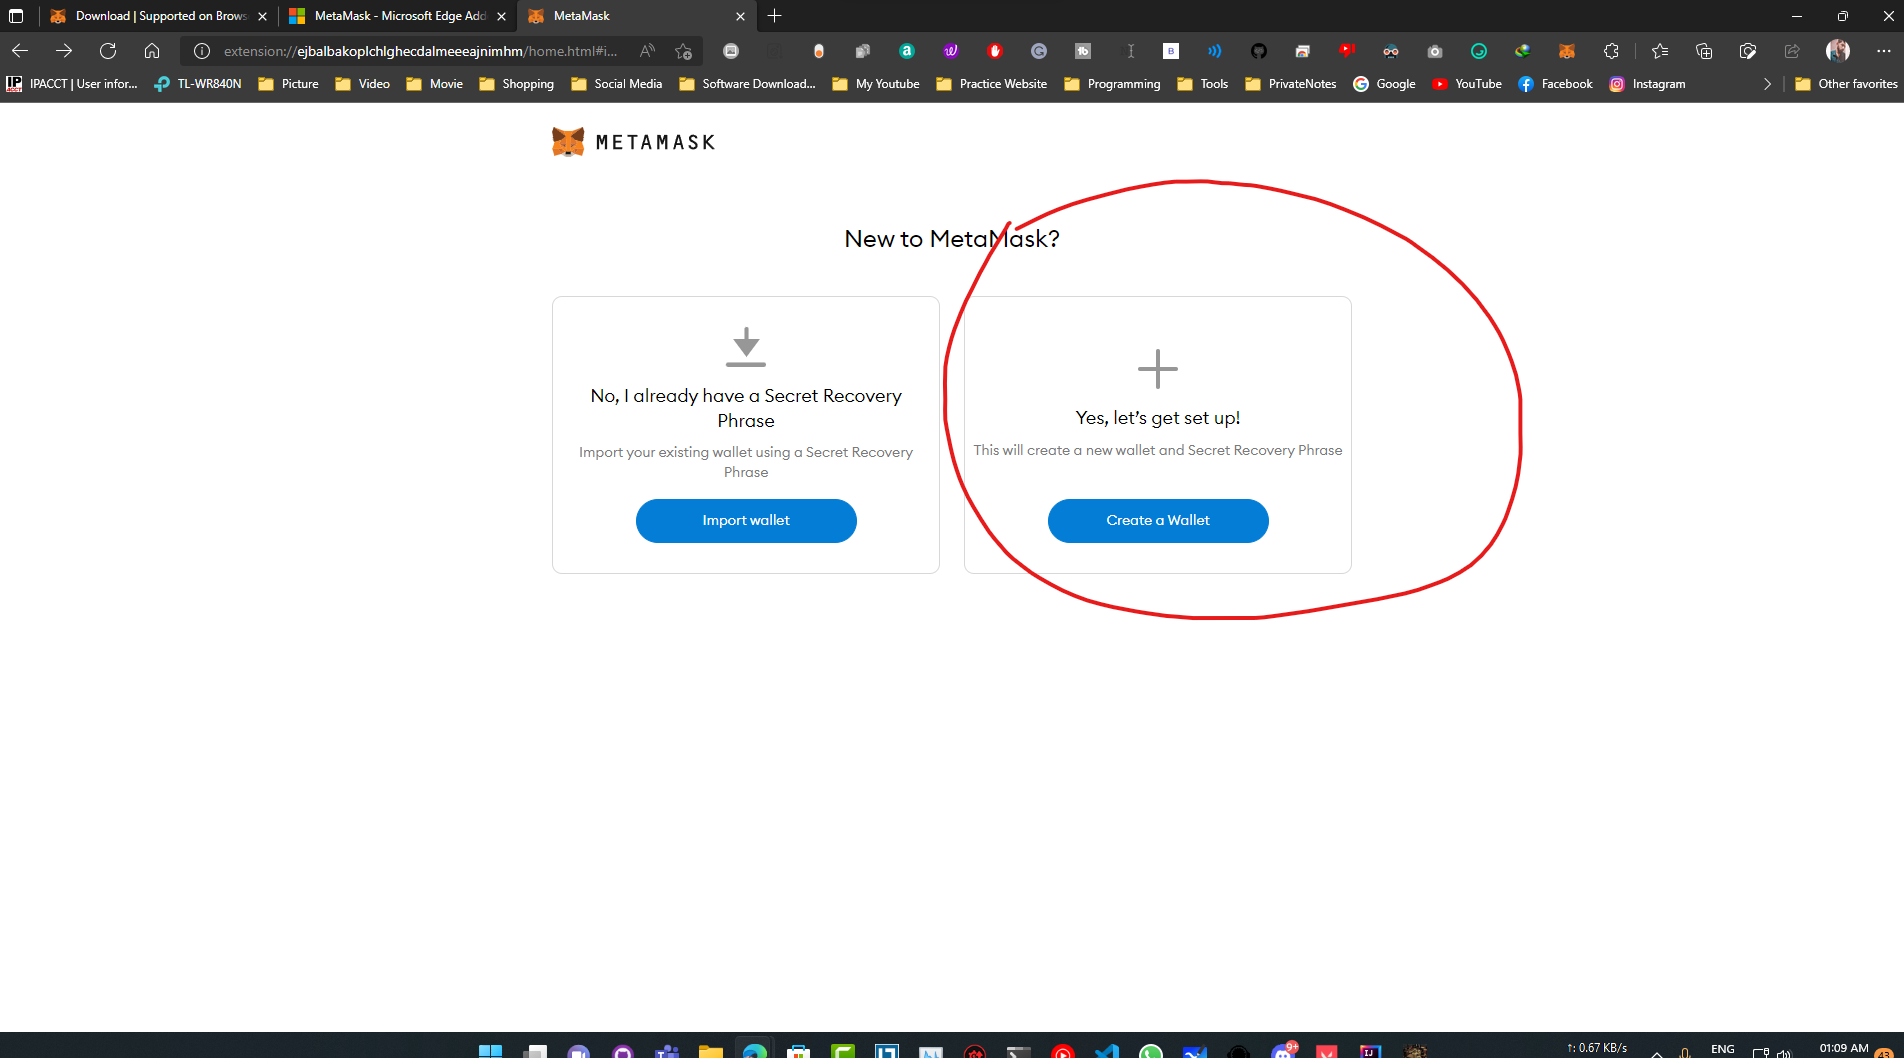 Download | Supported on Brows
MetaMask - Microsoft Edge Add
MetaMask
extension://ejbalbakoplchlghecdalmeeeajnimhm/home.html#i...
IPACCT | User infor...
TL-WR840N
Picture
Video
Movie
Shopping
Social Media
Software Download...
My Youtube
Practice Website
Programming
Tools
PrivateNotes
Google
YouTube
Facebook
Instagram
Other favorites
METAMASK
New to MetaMask?
No, I already have a Secret Recovery
Phrase
Import your existing wallet using a Secret Recovery
Phrase
Import wallet
Yes, let's get set up!
This will create a new wallet and Secret Recovery Phrase
Create a Wallet
9+
↑: 0.67 KB/s
ENG
01:09 AM